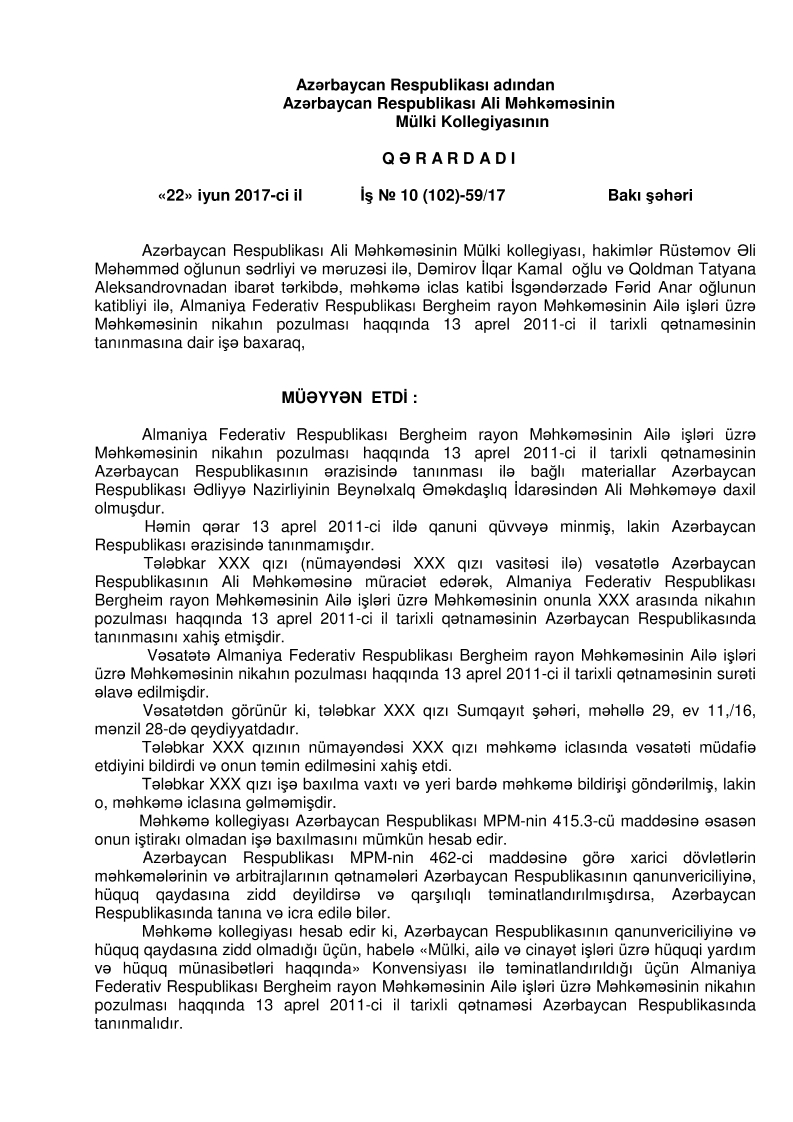 Azərbaycan Respublikası adından
Azərbaycan Respublikası Ali Məhkəməsinin
Mülki Kollegiyasının
Q Ə R A R D A D I
«22» iyun 2017-ci il İş № 10 (102)-59/17 Bakı şəhəri
Azərbaycan Respublikası Ali Məhkəməsinin Mülki kollegiyası, hakimlər Rüstəmov Əli
Məhəmməd oğlunun sədrliyi və məruzəsi ilə, Dəmirov İlqar Kamal oğlu və Qoldman Tatyana
Aleksandrovnadan ibarət tərkibdə, məhkəmə iclas katibi İsgəndərzadə Fərid Anar oğlunun
katibliyi ilə, Almaniya Federativ Respublikası Bergheim rayon Məhkəməsinin Ailə işləri üzrə
Məhkəməsinin nikahın pozulması haqqında 13 aprel 2011-ci il tarixli qətnaməsinin
tanınmasına dair işə baxaraq,
MÜƏYYƏN ETDİ :
Almaniya Federativ Respublikası Bergheim rayon Məhkəməsinin Ailə işləri üzrə
Məhkəməsinin nikahın pozulması haqqında 13 aprel 2011-ci il tarixli qətnaməsinin
Azərbaycan Respublikasının ərazisində tanınması ilə bağlı materiallar Azərbaycan
Respublikası Ədliyyə Nazirliyinin Beynəlxalq Əməkdaşlıq İdarəsindən Ali Məhkəməyə daxil
olmuşdur.
Həmin qərar 13 aprel 2011-ci ildə qanuni qüvvəyə minmiş, lakin Azərbaycan
Respublikası ərazisində tanınmamışdır.
Tələbkar XXX qızı (nümayəndəsi XXX qızı vasitəsi ilə) vəsatətlə Azərbaycan
Respublikasının Ali Məhkəməsinə müraciət edərək, Almaniya Federativ Respublikası
Bergheim rayon Məhkəməsinin Ailə işləri üzrə Məhkəməsinin onunla XXX arasında nikahın
pozulması haqqında 13 aprel 2011-ci il tarixli qətnaməsinin Azərbaycan Respublikasında
tanınmasını xahiş etmişdir.
Vəsatətə Almaniya Federativ Respublikası Bergheim rayon Məhkəməsinin Ailə işləri
üzrə Məhkəməsinin nikahın pozulması haqqında 13 aprel 2011-ci il tarixli qətnaməsinin surəti
əlavə edilmişdir.
Vəsatətdən görünür ki, tələbkar XXX qızı Sumqayıt şəhəri, məhəllə 29, ev 11,/16,
mənzil 28-də qeydiyyatdadır.
Tələbkar XXX qızının nümayəndəsi XXX qızı məhkəmə iclasında vəsatəti müdafiə
etdiyini bildirdi və onun təmin edilməsini xahiş etdi.
Tələbkar XXX qızı işə baxılma vaxtı və yeri bardə məhkəmə bildirişi göndərilmiş, lakin
o, məhkəmə iclasına gəlməmişdir.
Məhkəmə kollegiyası Azərbaycan Respublikası MPM-nin 415.3-cü maddəsinə əsasən
onun iştirakı olmadan işə baxılmasını mümkün hesab edir.
Azərbaycan Respublikası MPM-nin 462-ci maddəsinə görə xarici dövlətlərin
məhkəmələrinin və arbitrajlarının qətnamələri Azərbaycan Respublikasının qanunvericiliyinə,
hüquq qaydasına zidd deyildirsə və qarşılıqlı təminatlandırılmışdırsa, Azərbaycan
Respublikasında tanına və icra edilə bilər.
Məhkəmə kollegiyası hesab edir ki, Azərbaycan Respublikasının qanunvericiliyinə və
hüquq qaydasına zidd olmadığı üçün, habelə «Mülki, ailə və cinayət işləri üzrə hüquqi yardım
və hüquq münasibətləri haqqında» Konvensiyası ilə təminatlandırıldığı üçün Almaniya
Federativ Respublikası Bergheim rayon Məhkəməsinin Ailə işləri üzrə Məhkəməsinin nikahın
pozulması haqqında 13 aprel 2011-ci il tarixli qətnaməsi Azərbaycan Respublikasında
tanınmalıdır.